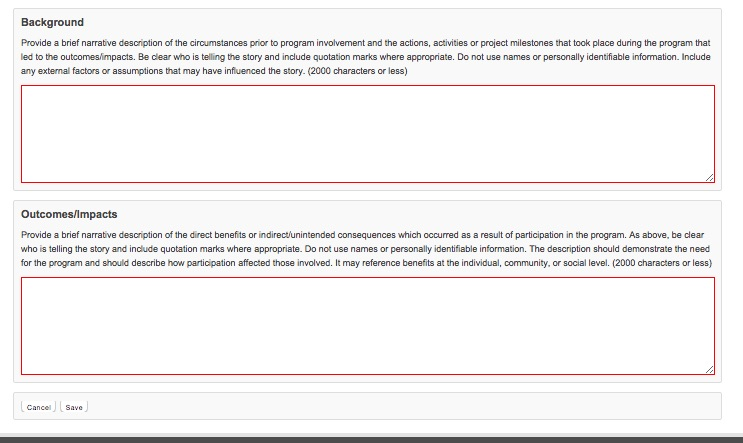 Background
Provide a brief narrative description of the circumstances prior to program involvement and the actions, activities or project milestones that took place during the program that
led to the outcomes/impacts. Be clear who is telling the story and include quotation marks where appropriate. Do not use names or personally identifiable information. Include
any external factors or assumptions that may have influenced the story. (2000 characters or less)
Outcomes/Impacts
Provide a brief narrative description of the direct benefits or indirect/unintended consequences which occurred as a result of participation in the program. As above, be clear
who is telling the story and include quotation marks where appropriate. Do not use names or personally identifiable information. The description should demonstrate the need
for the program and should describe how participation affected those involved. It may reference benefits at the individual, community, or social level. (2000 characters or less)
Cancel Save